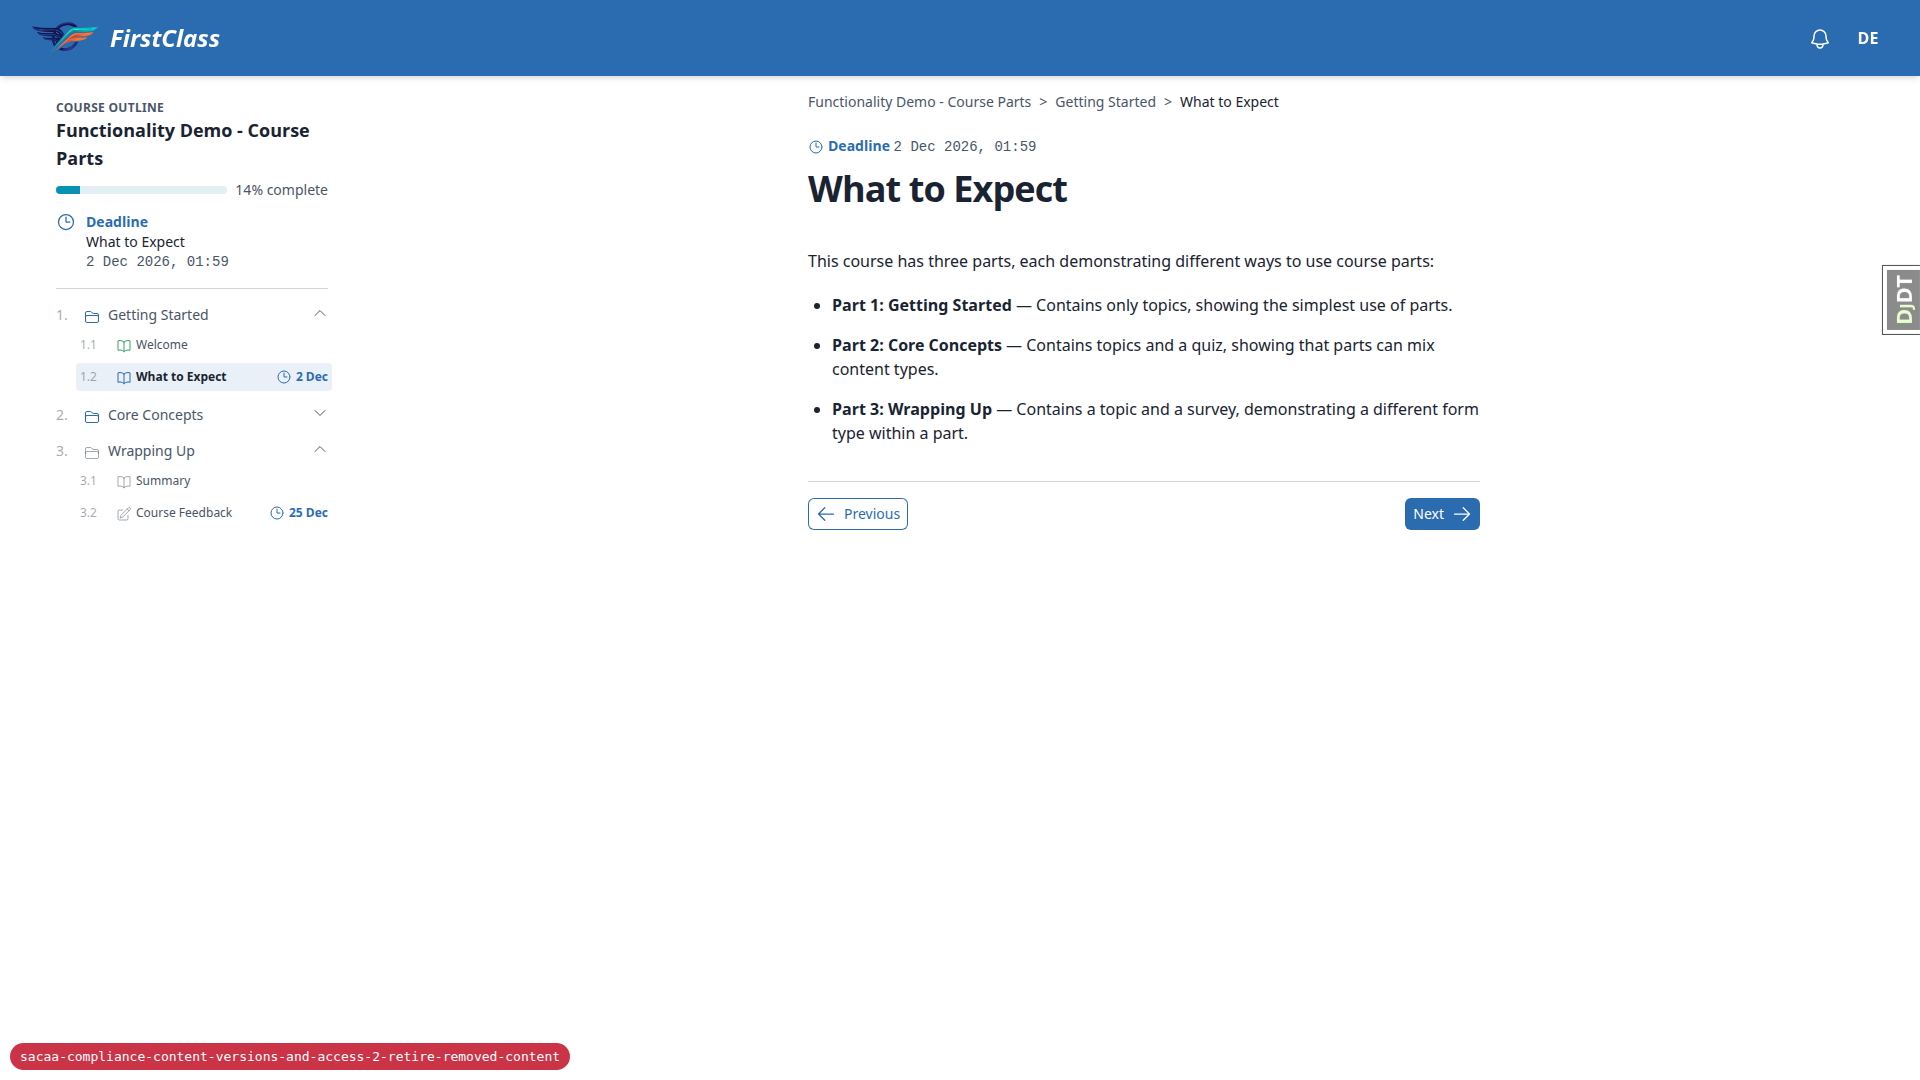 FirstClass
DE
COURSE OUTLINE
Functionality Demo - Course
Parts
14% complete
Deadline
What to Expect
2 Dec 2026, 01:59
1. Getting Started
1.1 Welcome
1.2 What to Expect 2 Dec
2. Core Concepts
3. Wrapping Up
3.1 Summary
3.2 Course Feedback 25 Dec
Functionality Demo - Course Parts > Getting Started > What to Expect
Deadline 2 Dec 2026, 01:59
What to Expect
This course has three parts, each demonstrating different ways to use course parts:
• Part 1: Getting Started — Contains only topics, showing the simplest use of parts.
• Part 2: Core Concepts — Contains topics and a quiz, showing that parts can mix
content types.
• Part 3: Wrapping Up — Contains a topic and a survey, demonstrating a different form
type within a part.
Previous
Next
DJDT
sacaa-compliance-content-versions-and-access-2-retire-removed-content